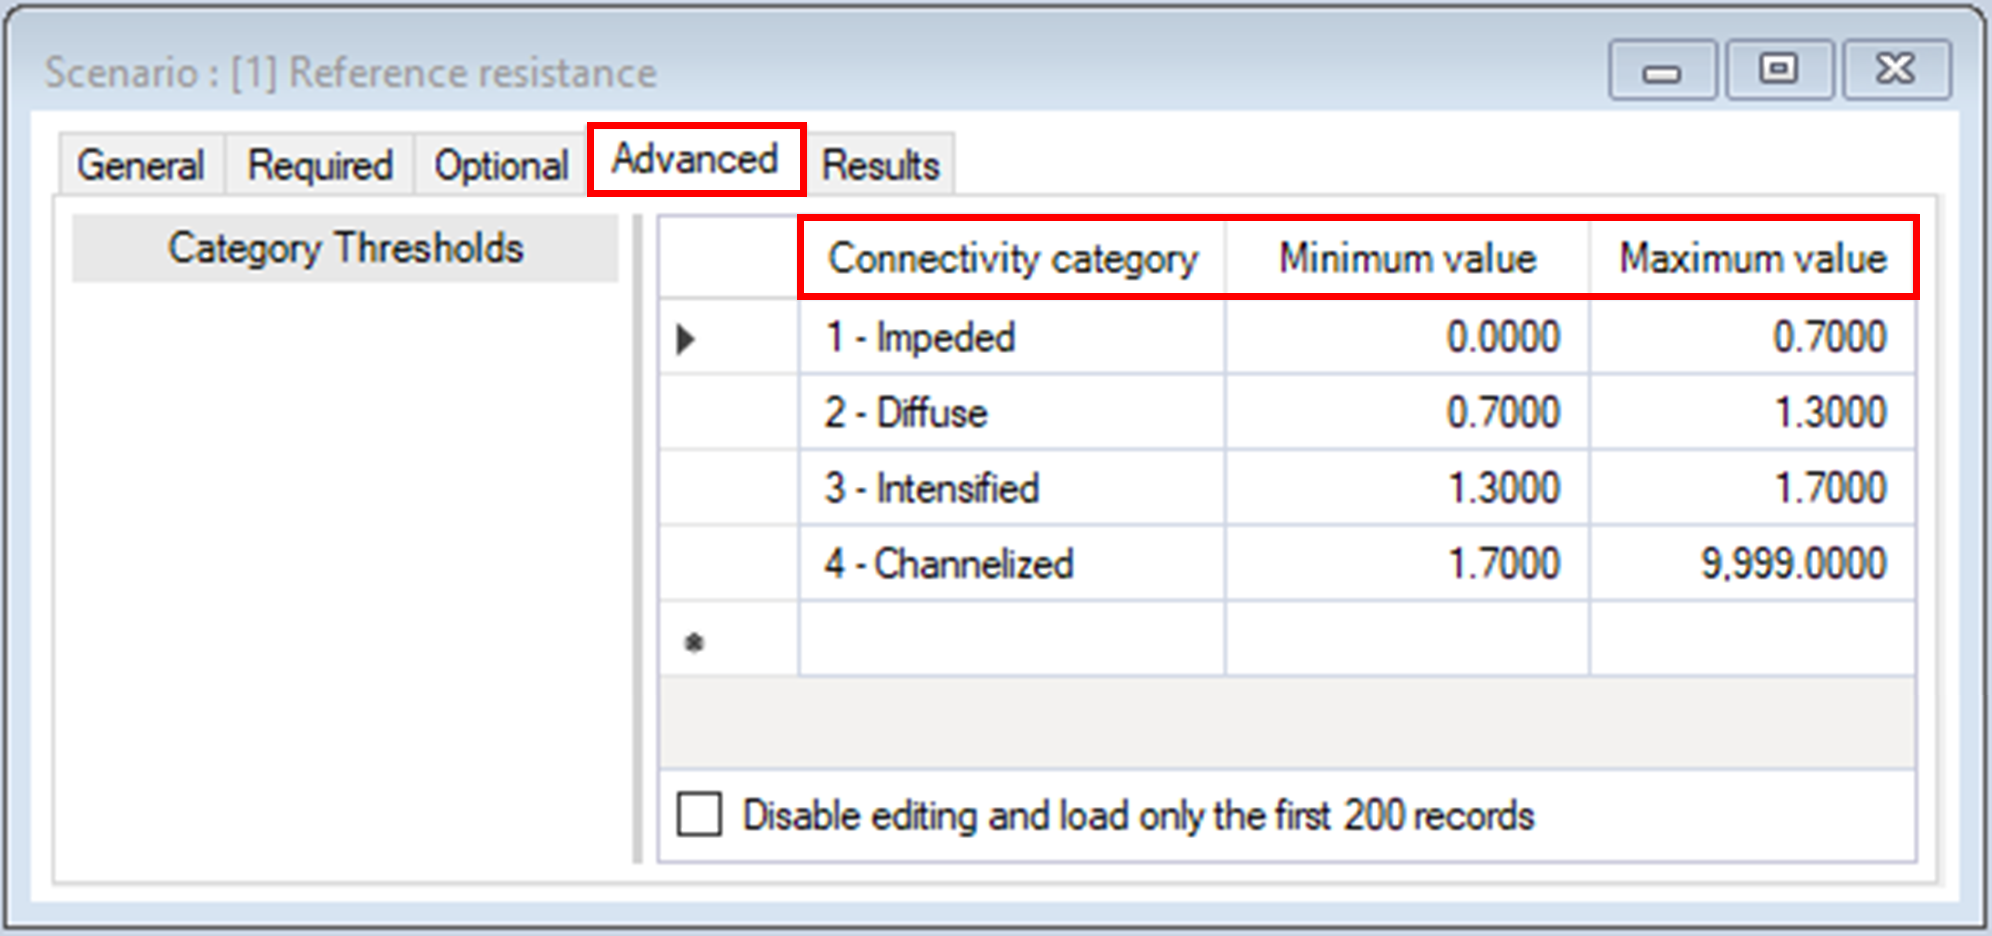 Scenario : [1] Reference resistance
General Required Optional Advanced Results
Category Thresholds
Connectivity category Minimum value Maximum value
1 - Impeded 0.0000 0.7000
2 - Diffuse 0.7000 1.3000
3 - Intensified 1.3000 1.7000
4 - Channelized 1.7000 9,999.0000
Disable editing and load only the first 200 records